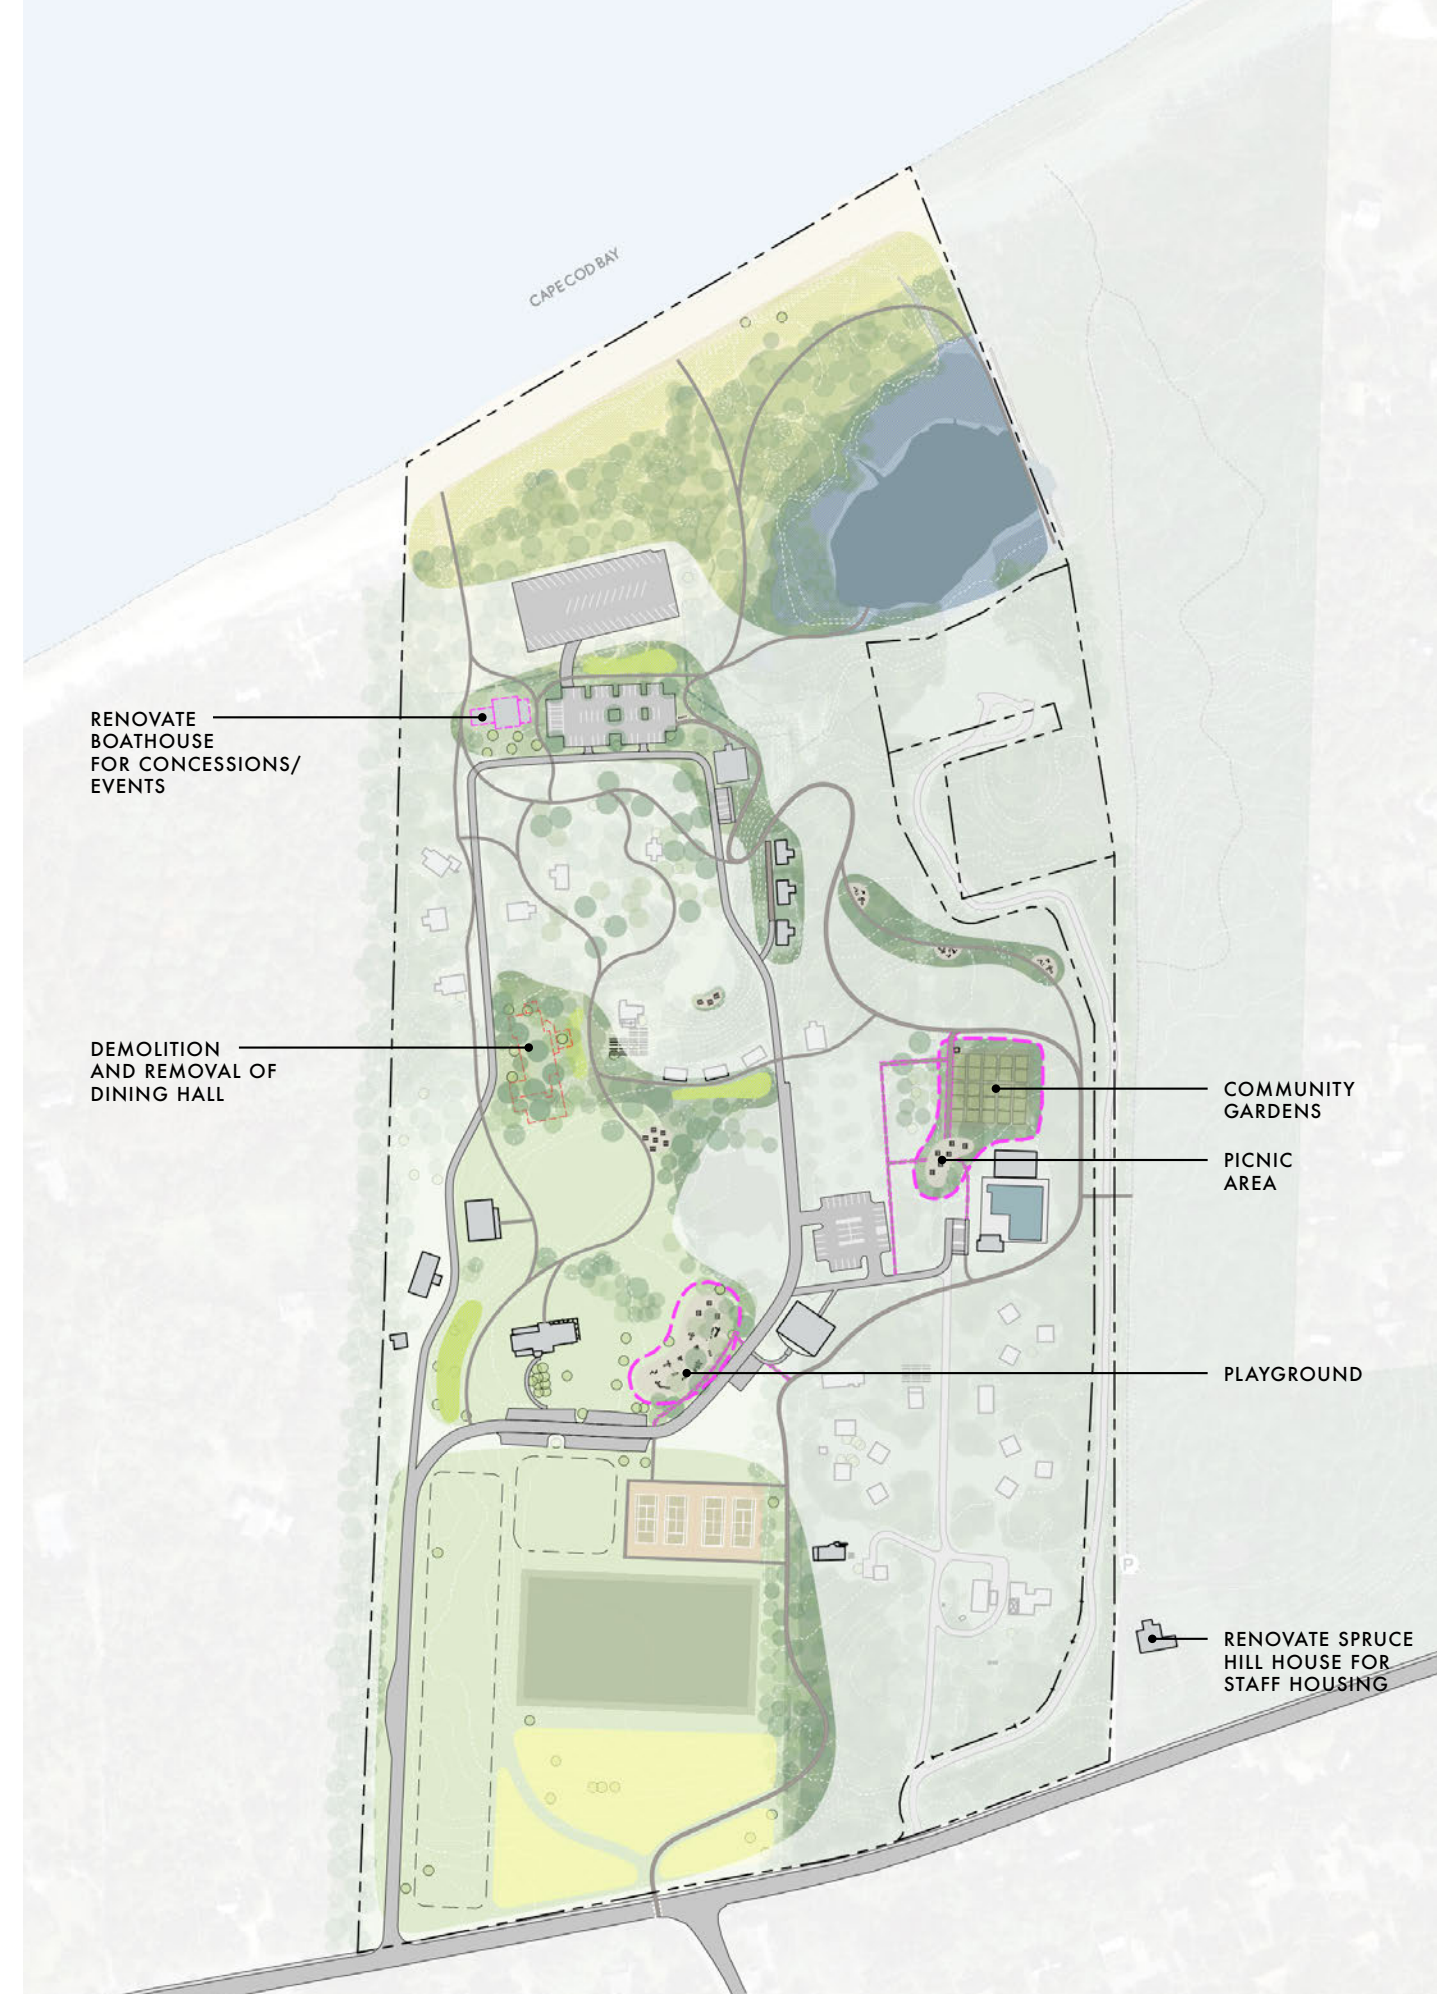 CAPE COD BAY
RENOVATE
BOATHOUSE
FOR CONCESSIONS/
EVENTS
DEMOLITION
AND REMOVAL OF
DINING HALL
COMMUNITY
GARDENS
PICNIC
AREA
PLAYGROUND
P
RENOVATE SPRUCE
HILL HOUSE FOR
STAFF HOUSING